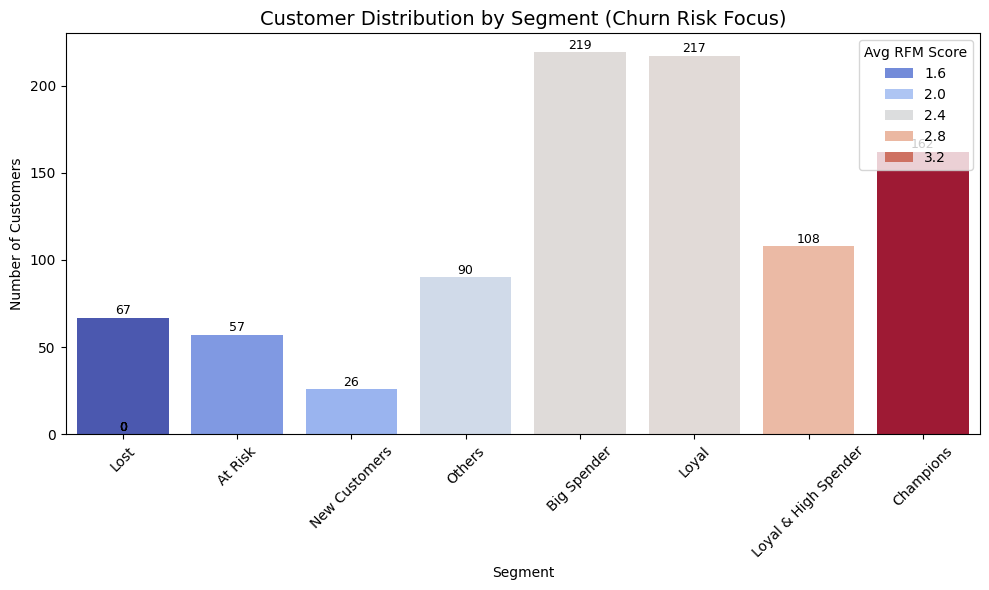 Customer Distribution by Segment (Churn Risk Focus)
Number of Customers
200
150
100
50
0
67
0
57
26
90
219
217
108
162
Avg RFM Score
1.6
2.0
2.4
2.8
3.2
Lost
At Risk
New Customers
Others
Big Spender
Loyal
Loyal & High Spender
Champions
Segment